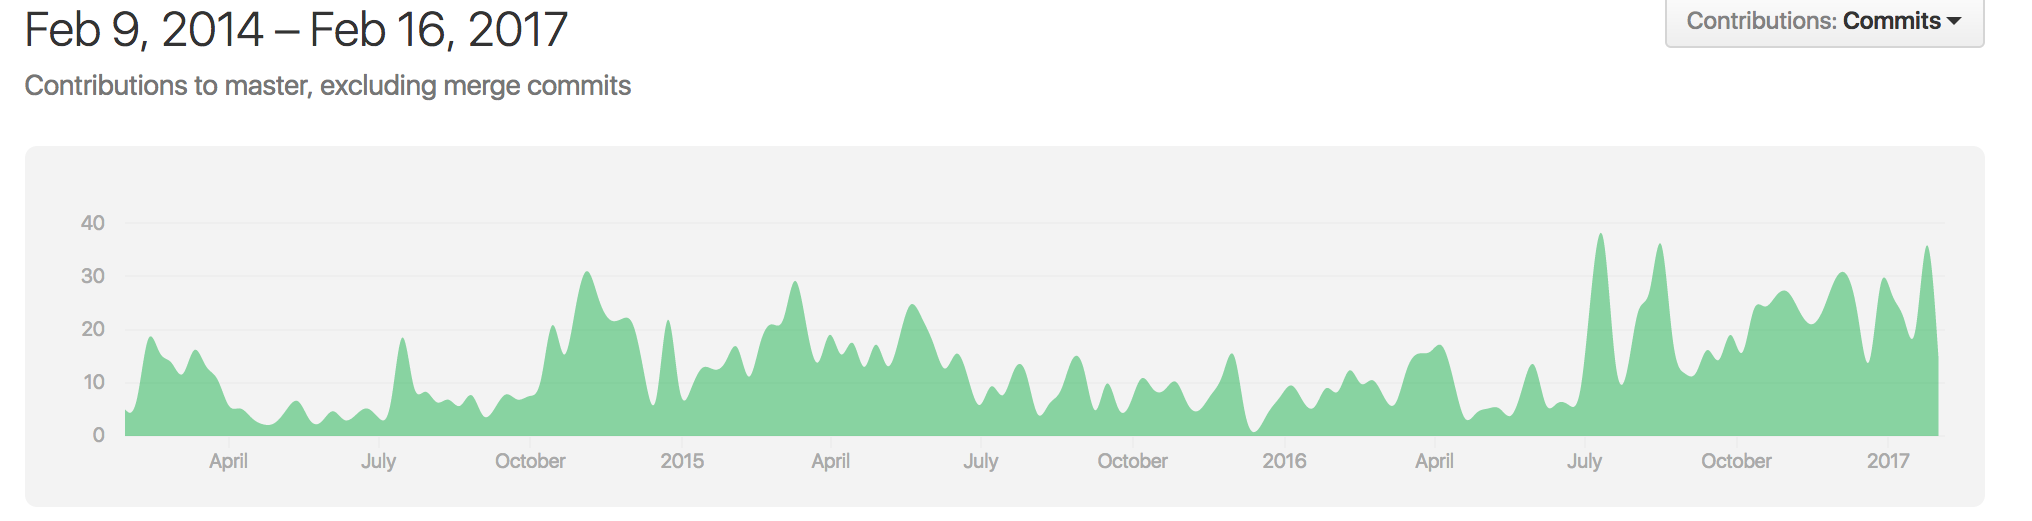 Feb 9, 2014 – Feb 16, 2017
Contributions: Commits
Contributions to master, excluding merge commits
40
30
20
10
0
April July October 2015 April July October 2016 April July October 2017